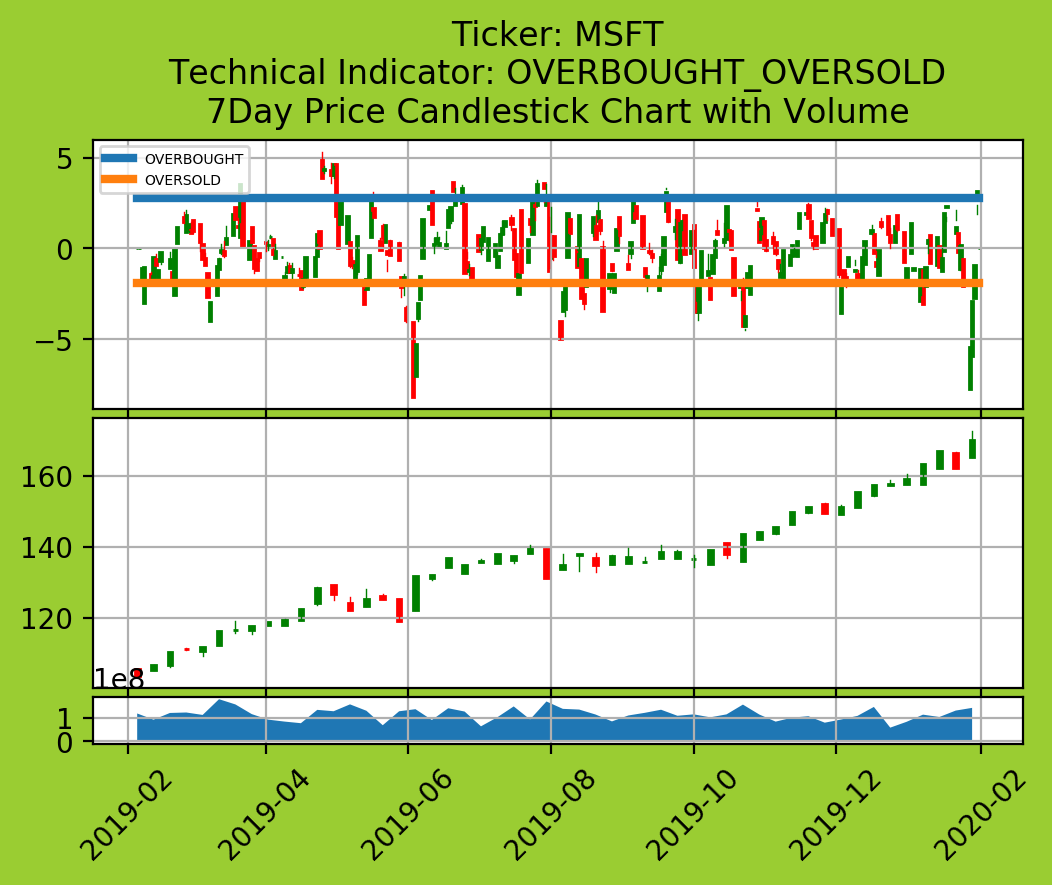 Ticker: MSFT
Technical Indicator: OVERBOUGHT_OVERSOLD
7Day Price Candlestick Chart with Volume
OVERBOUGHT
OVERSOLD
5
0
−5
160
140
120
1e8
1
0
2019-02
2019-04
2019-06
2019-08
2019-10
2019-12
2020-02